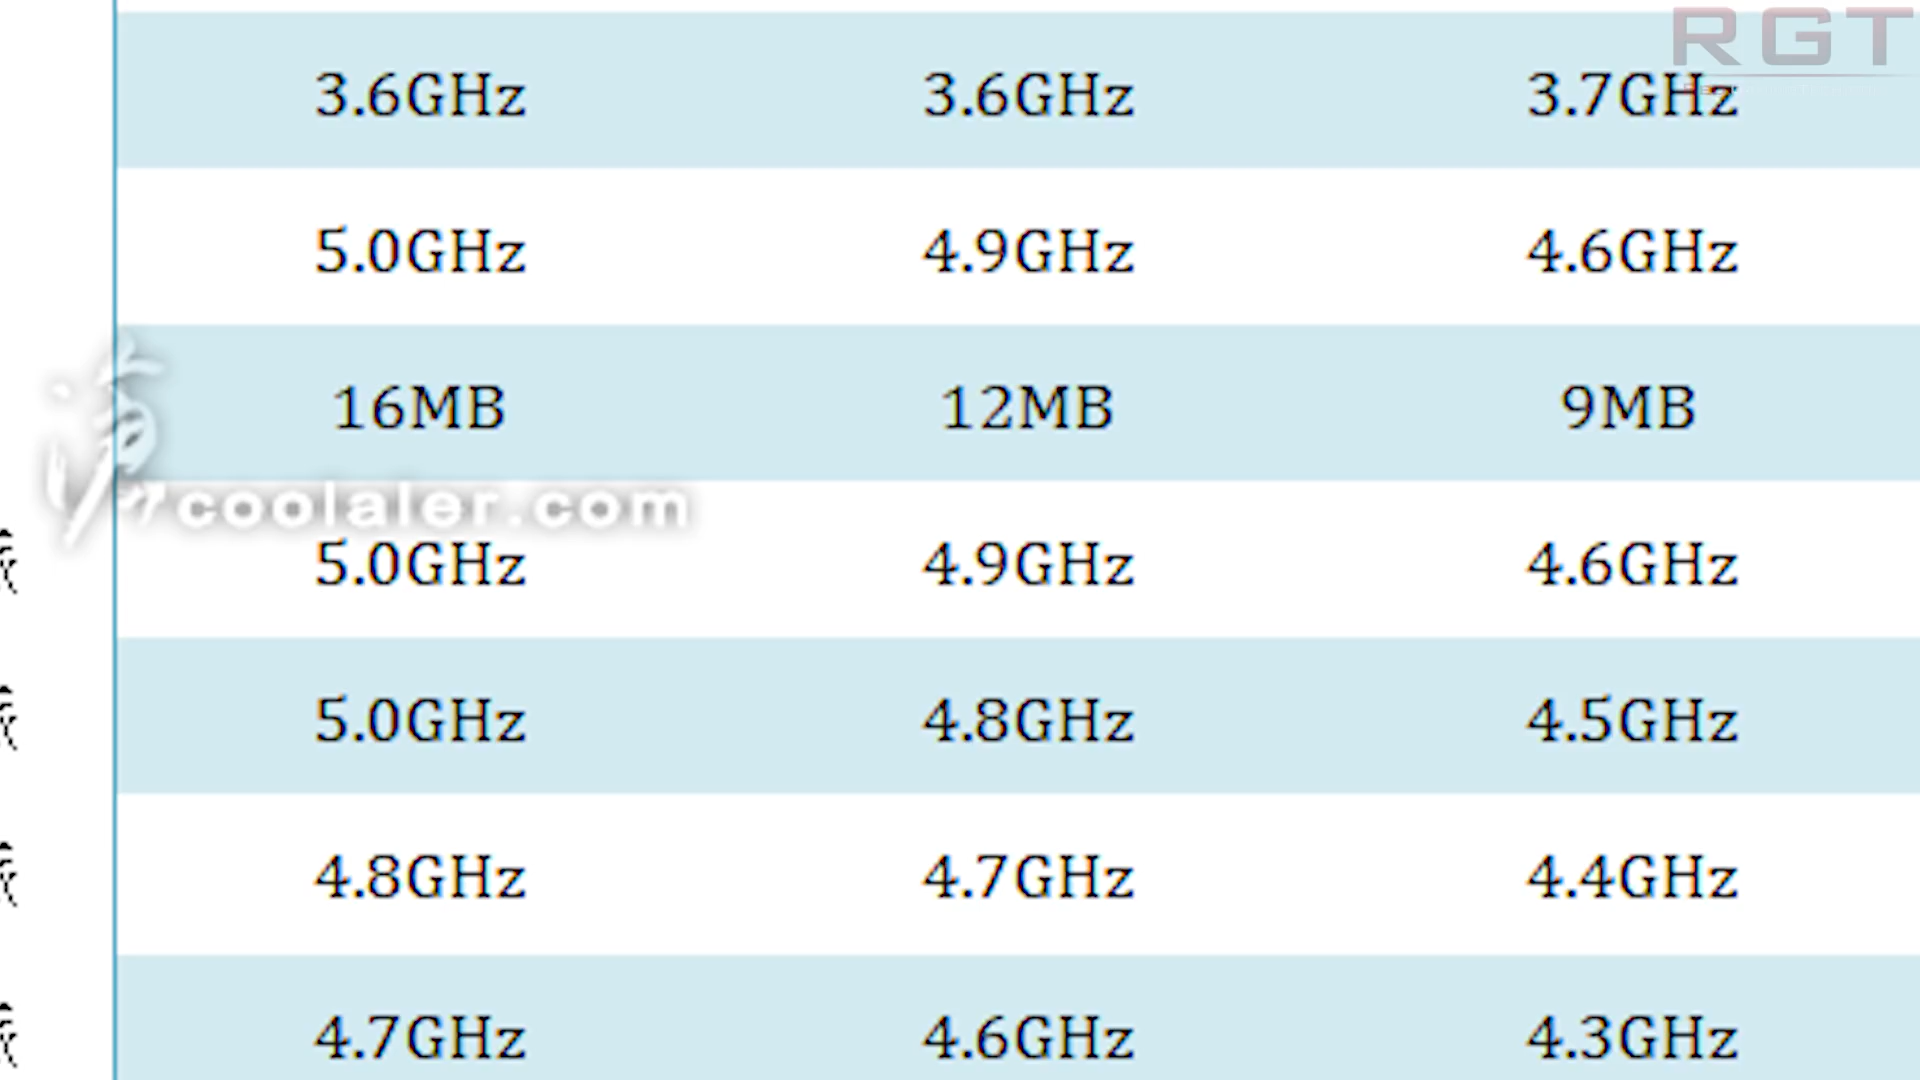 RGT
3.6GHz 3.6GHz 3.7GHz
5.0GHz 4.9GHz 4.6GHz
16MB 12MB 9MB
coolaler.com
5.0GHz 4.9GHz 4.6GHz
5.0GHz 4.8GHz 4.5GHz
4.8GHz 4.7GHz 4.4GHz
4.7GHz 4.6GHz 4.3GHz